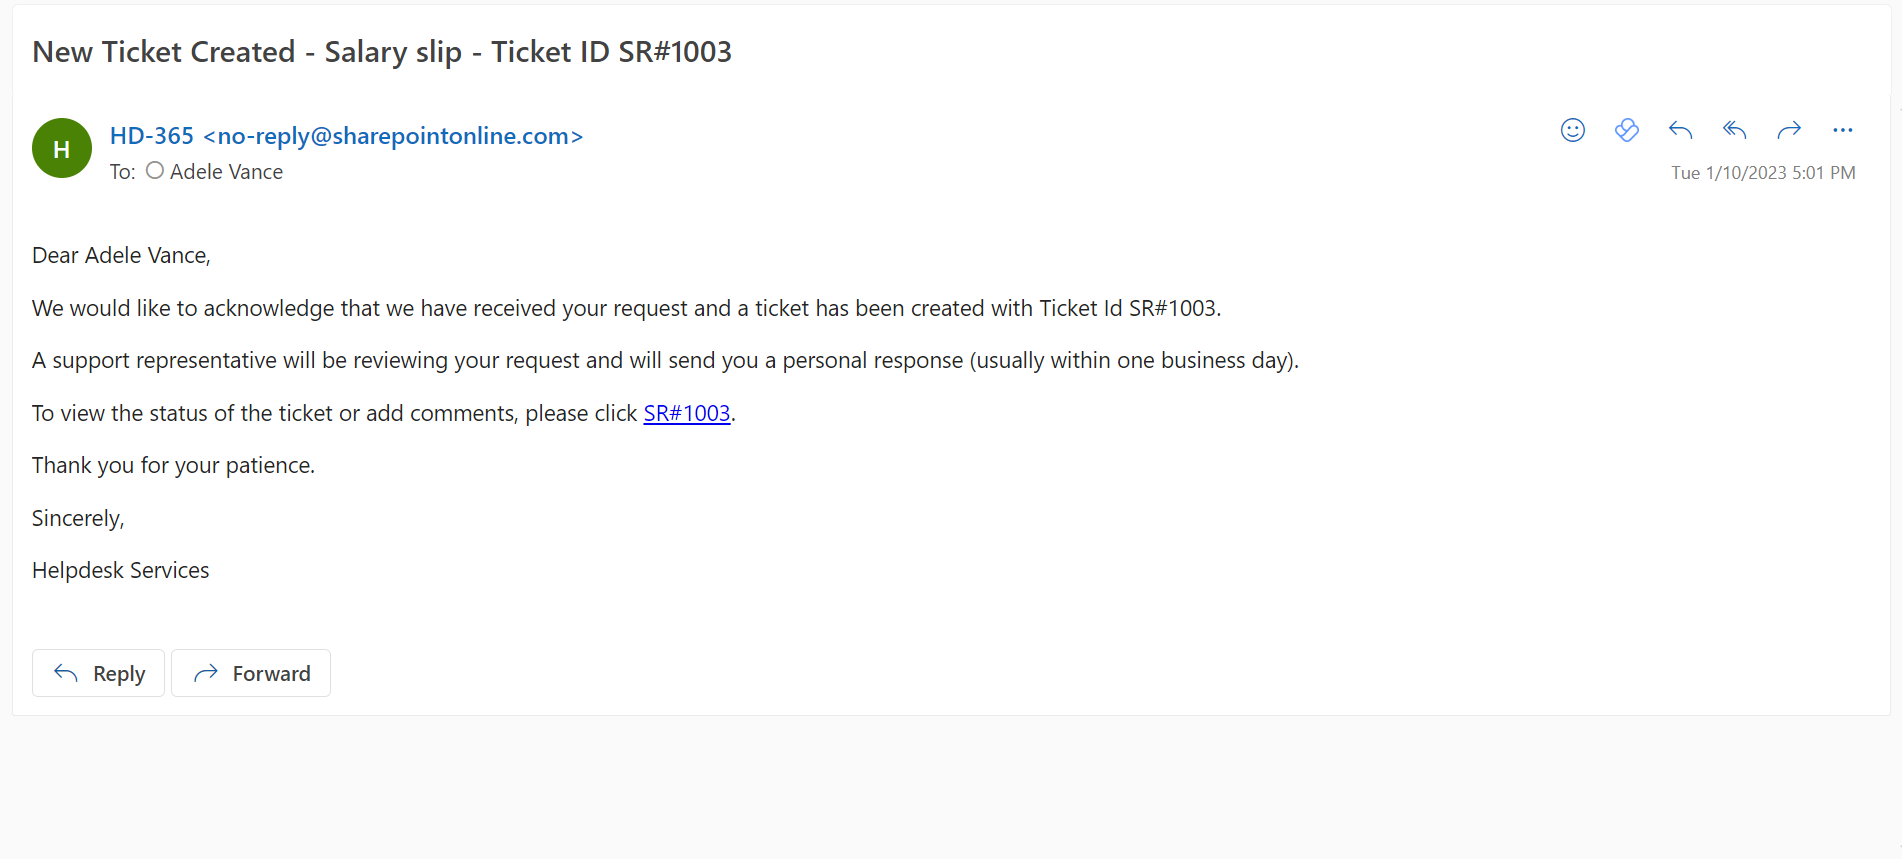 New Ticket Created - Salary slip - Ticket ID SR#1003
H
HD-365 <no-reply@sharepointonline.com>
To: Adele Vance
Tue 1/10/2023 5:01 PM
Dear Adele Vance,
We would like to acknowledge that we have received your request and a ticket has been created with Ticket Id SR#1003.
A support representative will be reviewing your request and will send you a personal response (usually within one business day).
To view the status of the ticket or add comments, please click SR#1003.
Thank you for your patience.
Sincerely,
Helpdesk Services
Reply
Forward